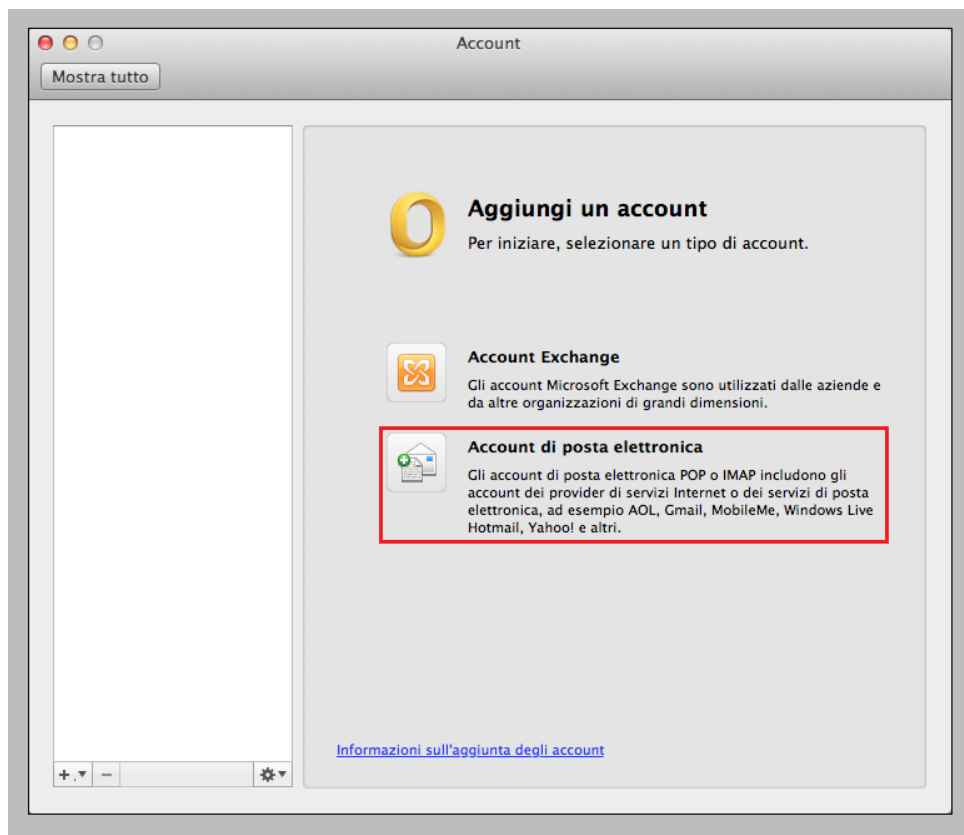 Account
Mostra tutto
Aggiungi un account
Per iniziare, selezionare un tipo di account.
Account Exchange
Gli account Microsoft Exchange sono utilizzati dalle aziende e
da altre organizzazioni di grandi dimensioni.
Account di posta elettronica
Gli account di posta elettronica POP o IMAP includono gli
account dei provider di servizi Internet o dei servizi di posta
elettronica, ad esempio AOL, Gmail, MobileMe, Windows Live
Hotmail, Yahoo! e altri.
Informazioni sull'aggiunta degli account